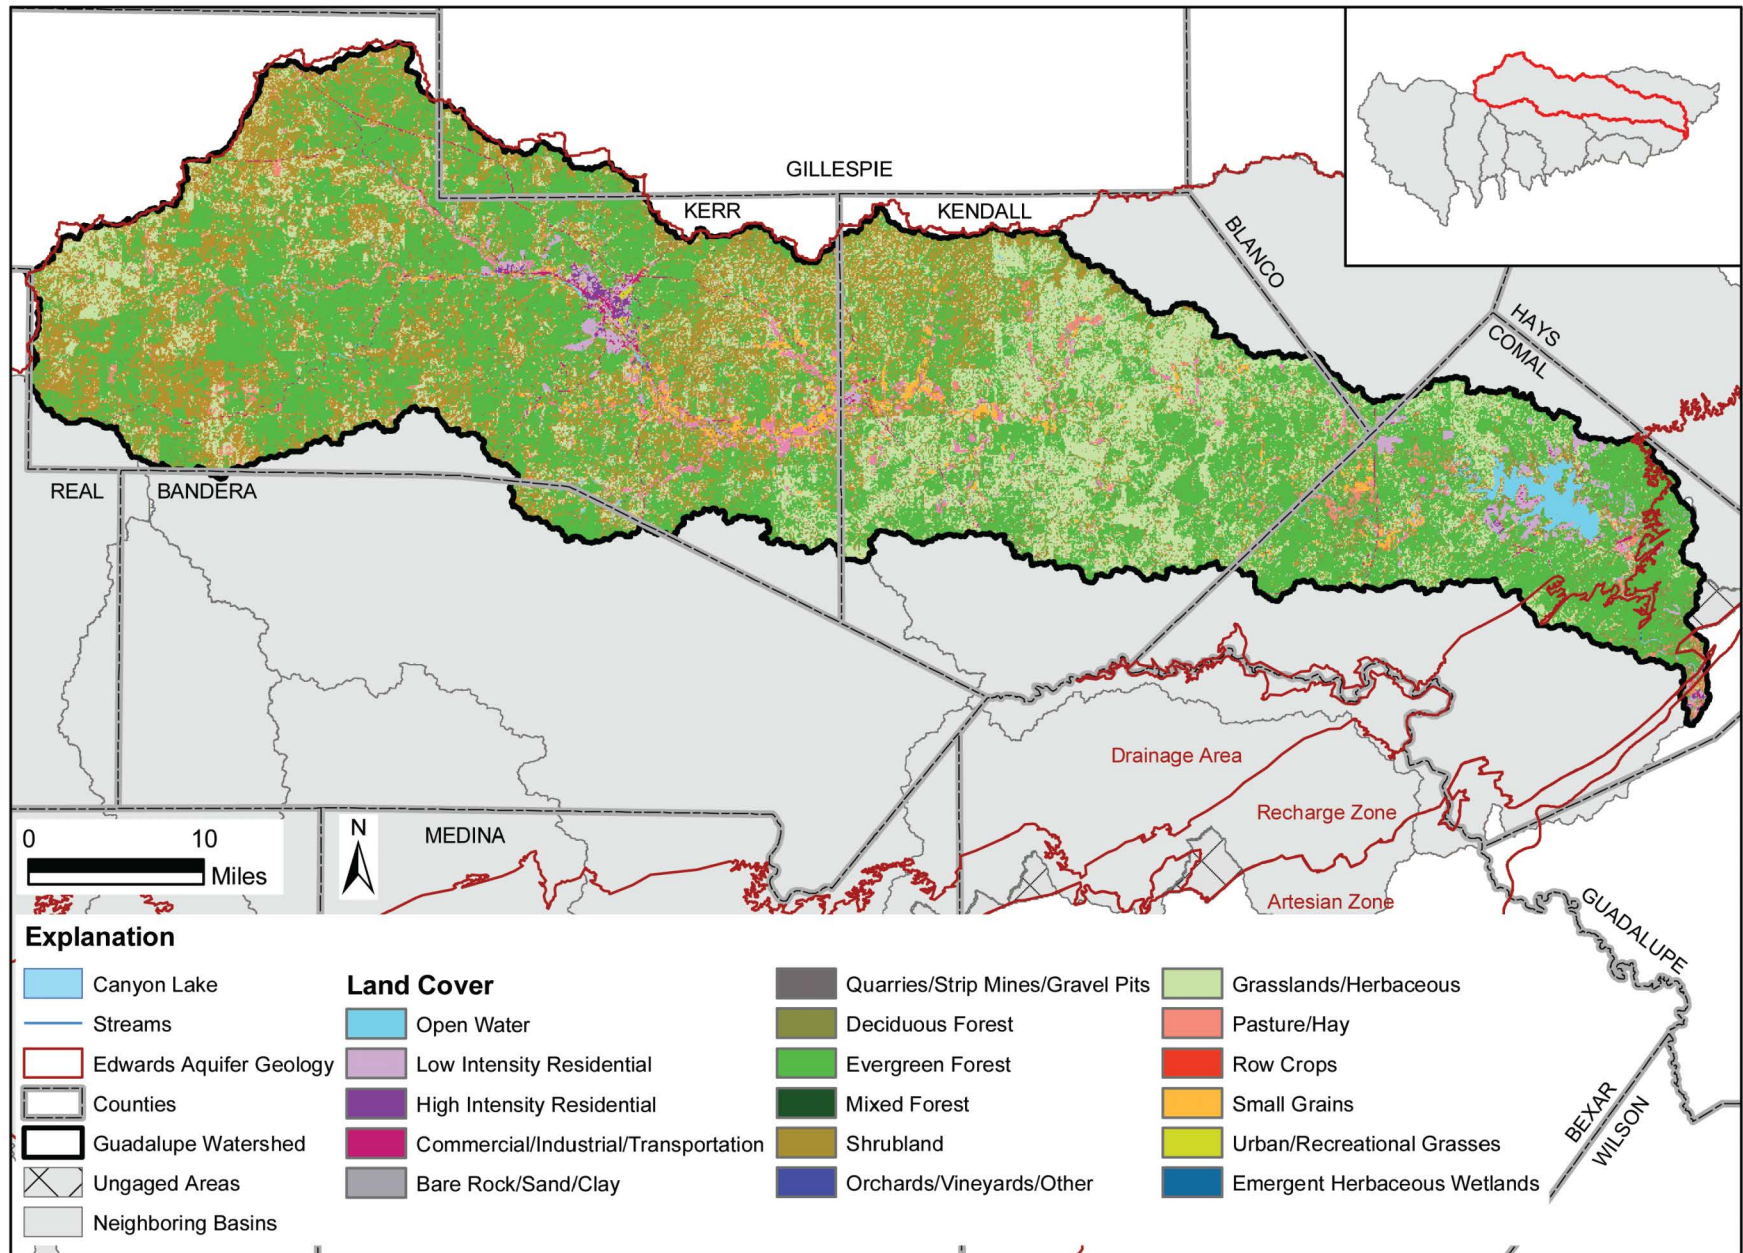 GILLESPIE
KERR
KENDALL
BLANCO
HAYS
COMAL
REAL
BANDERA
Drainage Area
Recharge Zone
Artesian Zone
MEDINA
GUADALUPE
BEXAR
WILSON
0 10
Miles
N
Explanation
Canyon Lake
Streams
Edwards Aquifer Geology
Counties
Guadalupe Watershed
Ungaged Areas
Neighboring Basins
Land Cover
Open Water
Low Intensity Residential
High Intensity Residential
Commercial/Industrial/Transportation
Bare Rock/Sand/Clay
Quarries/Strip Mines/Gravel Pits
Deciduous Forest
Evergreen Forest
Mixed Forest
Shrubland
Orchards/Vineyards/Other
Grasslands/Herbaceous
Pasture/Hay
Row Crops
Small Grains
Urban/Recreational Grasses
Emergent Herbaceous Wetlands